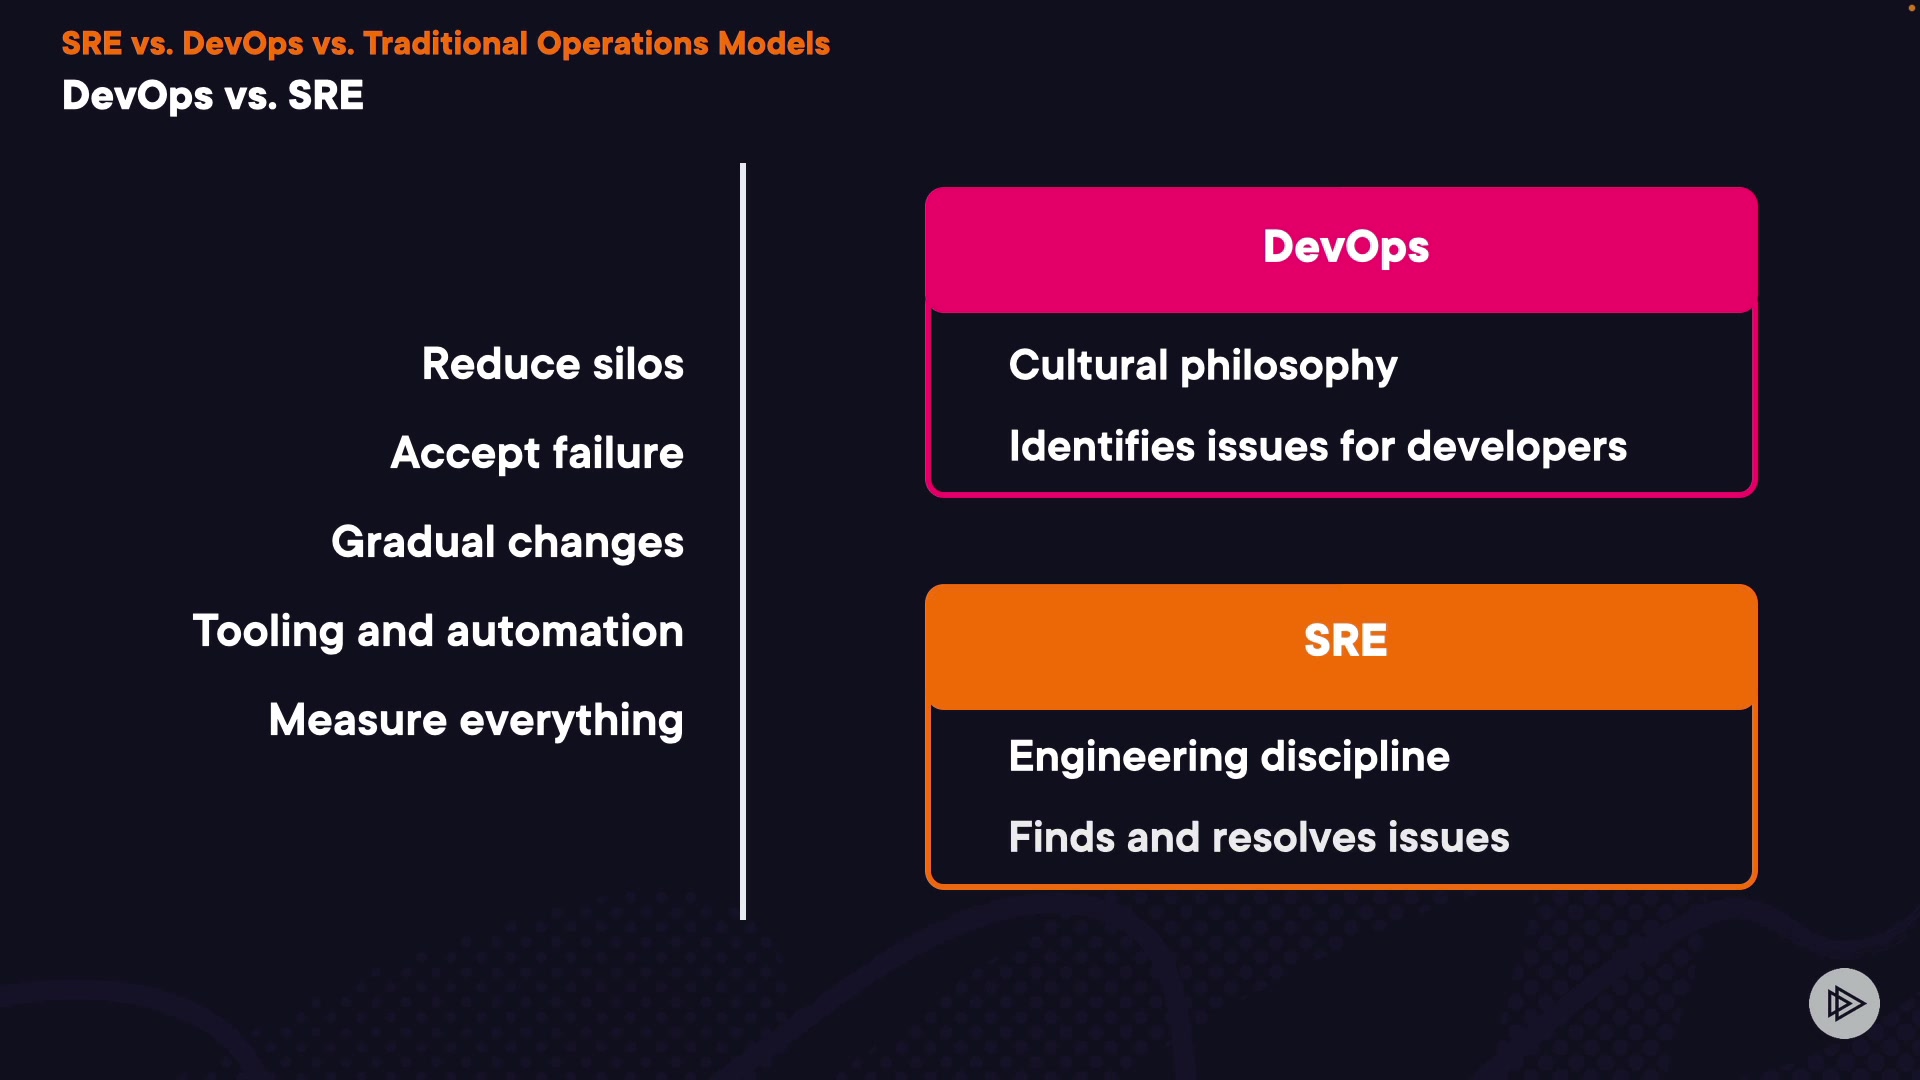 SRE vs. DevOps vs. Traditional Operations Models
DevOps vs. SRE
Reduce silos
Accept failure
Gradual changes
Tooling and automation
Measure everything
DevOps
Cultural philosophy
Identifies issues for developers
SRE
Engineering discipline
Finds and resolves issues